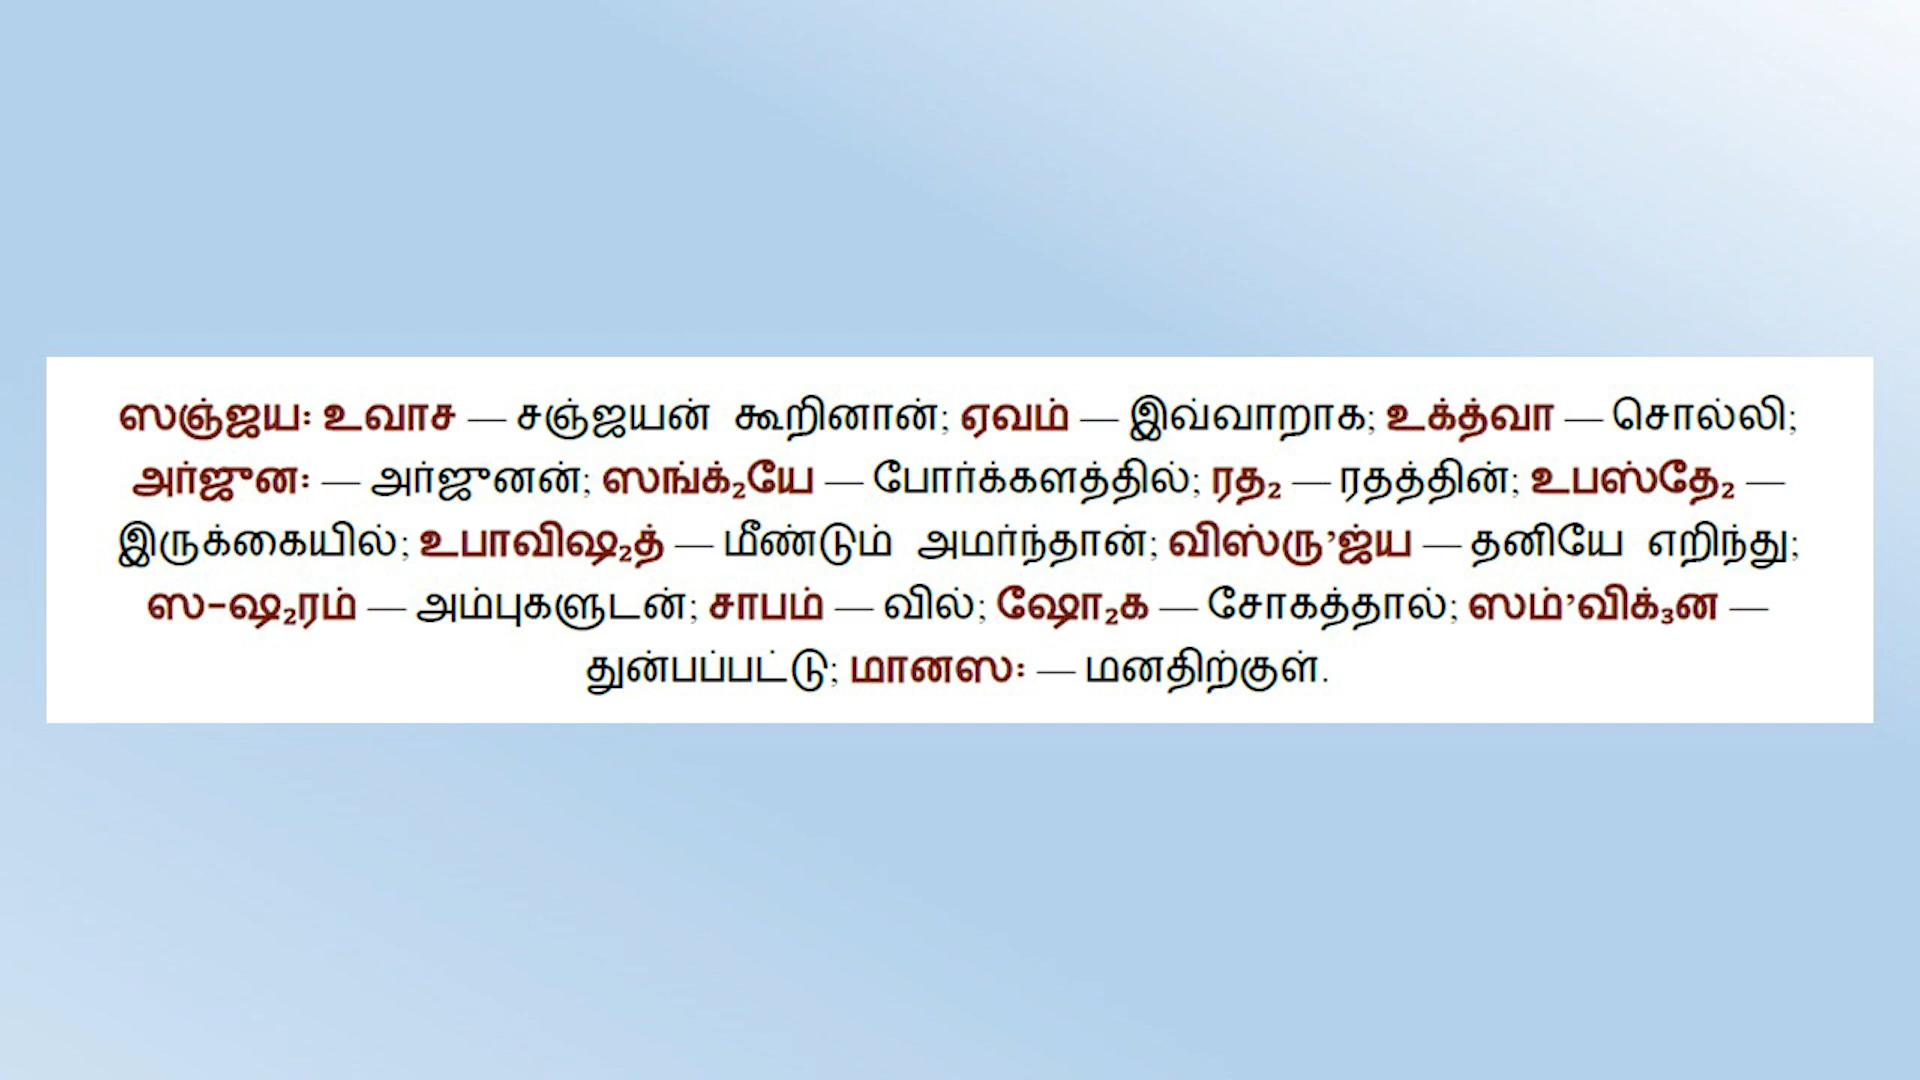 ஸஞ்ஜய: உவாச — சஞ்ஜயன் கூறினான்; ஏவம் — இவ்வாறாக; உக்த்வா — சொல்லி;
அர்ஜுன: — அர்ஜுனன்; ஸங்க்₂யே — போர்க்களத்தில்; ரத₂ — ரதத்தின்; உபஸ்தே₂ —
இருக்கையில்; உபாவிஷ₂த் — மீண்டும் அமர்ந்தான்; விஸ்ரு’ஜ்ய — தனியே எறிந்து;
ஸ-ஷ₂ரம் — அம்புகளுடன்; சாபம் — வில்; ஷோ₂க — சோகத்தால்; ஸம்’விக்₃ன —
துன்பப்பட்டு; மானஸ: — மனதிற்குள்.